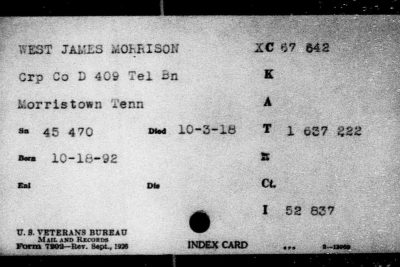 WEST JAMES MORRISON XC 67 642
Crp Co D 409 Tel Bn K
Morristown Tenn A
Sn 45 470 Died 10-3-18 T 1 637 222
Born 10-18-92 B
Enl Dis Ct.
I 52 837
U. S. VETERANS BUREAU
MAIL AND RECORDS
Form 7202—Rev. Sept., 1926 INDEX CARD